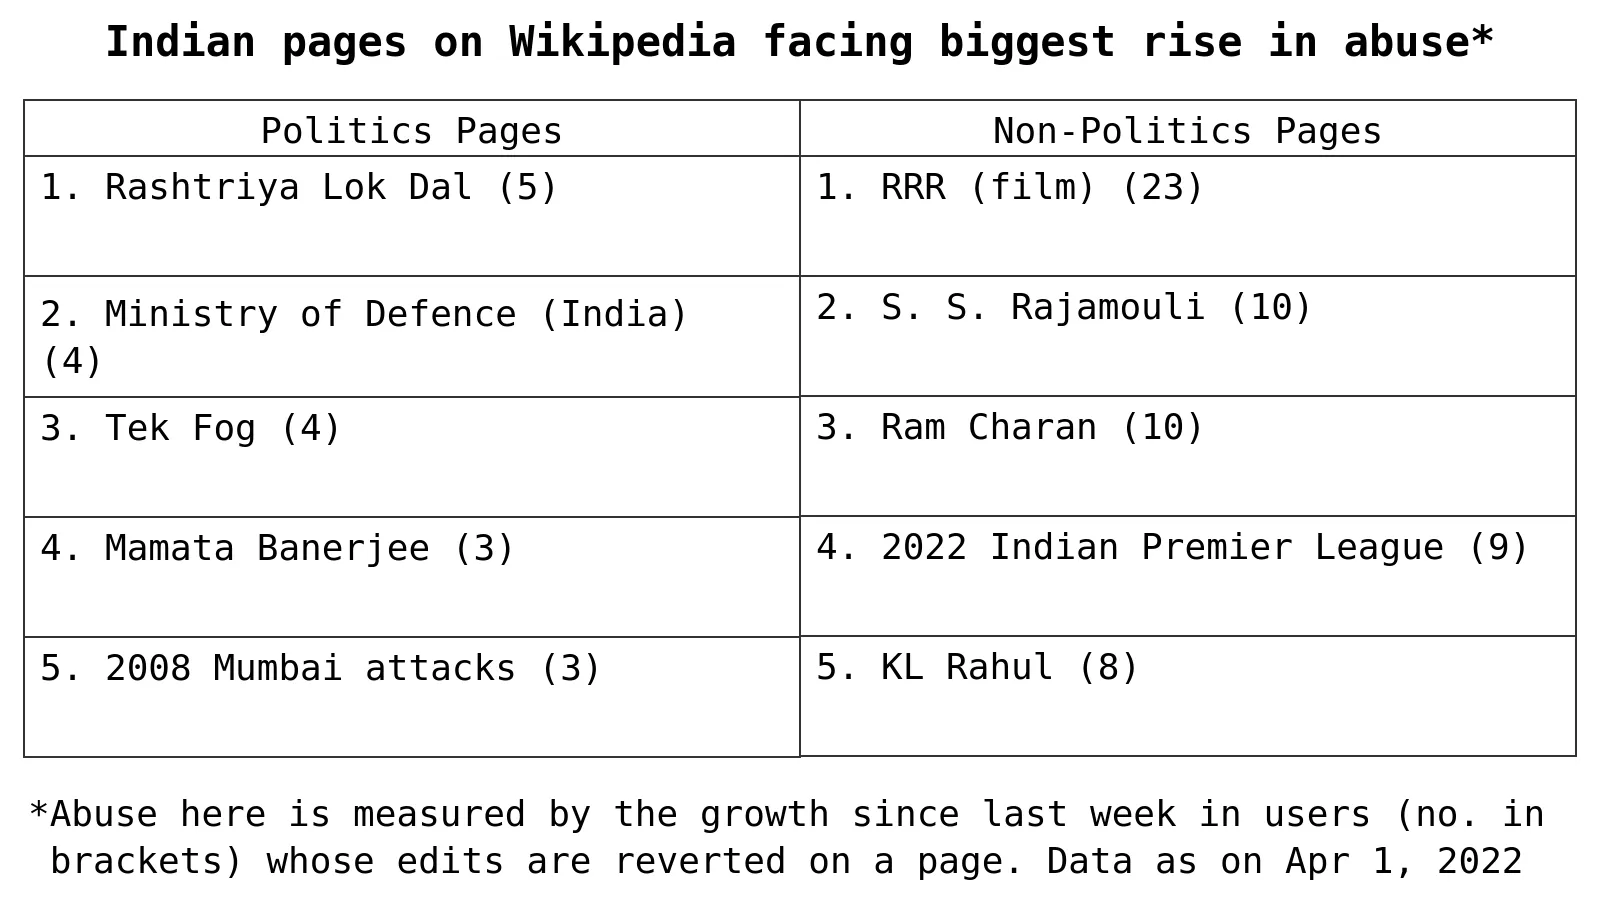 Indian pages on Wikipedia facing biggest rise in abuse*
Politics Pages
Non-Politics Pages
1. Rashtriya Lok Dal (5)
1. RRR (film) (23)
2. Ministry of Defence (India)
(4)
2. S. S. Rajamouli (10)
3. Tek Fog (4)
3. Ram Charan (10)
4. Mamata Banerjee (3)
4. 2022 Indian Premier League (9)
5. 2008 Mumbai attacks (3)
5. KL Rahul (8)
*Abuse here is measured by the growth since last week in users (no. in
brackets) whose edits are reverted on a page. Data as on Apr 1, 2022